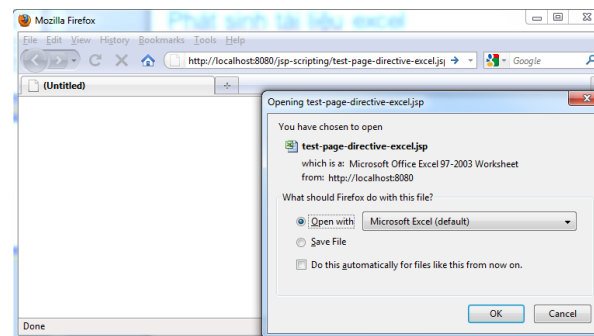 Phát sinh tài liệu excel
Mozilla Firefox
File Edit View History Bookmarks Tools Help
http://localhost:8080/jsp-scripting/test-page-directive-excel.jsp
Google
(Untitled)
Opening test-page-directive-excel.jsp
You have chosen to open
test-page-directive-excel.jsp
which is a: Microsoft Office Excel 97-2003 Worksheet
from: http://localhost:8080
What should Firefox do with this file?
Open with Microsoft Excel (default)
Save File
Do this automatically for files like this from now on.
OK Cancel
Done